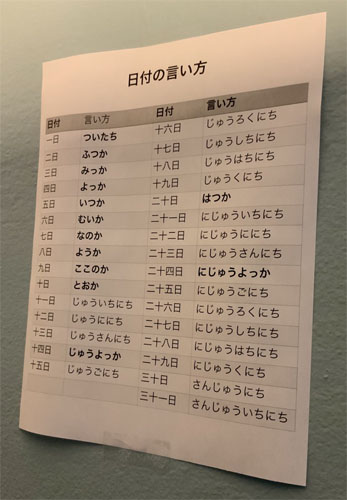 日付の言い方
日付 言い方
一日 ついたち
二日 ふつか
三日 みっか
四日 よっか
五日 いつか
六日 むいか
七日 なのか
八日 ようか
九日 ここのか
十日 とおか
十一日 じゅういちにち
十二日 じゅうににち
十三日 じゅうさんにち
十四日 じゅうよっか
十五日 じゅうごにち
日付 言い方
十六日 じゅうろくにち
十七日 じゅうしちにち
十八日 じゅうはちにち
十九日 じゅうくにち
二十日 はつか
二十一日 にじゅういちにち
二十二日 にじゅうににち
二十三日 にじゅうさんにち
二十四日 にじゅうよっか
二十五日 にじゅうごにち
二十六日 にじゅうろくにち
二十七日 にじゅうしちにち
二十八日 にじゅうはちにち
二十九日 にじゅうくにち
三十日 さんじゅうにち
三十一日 さんじゅういちにち